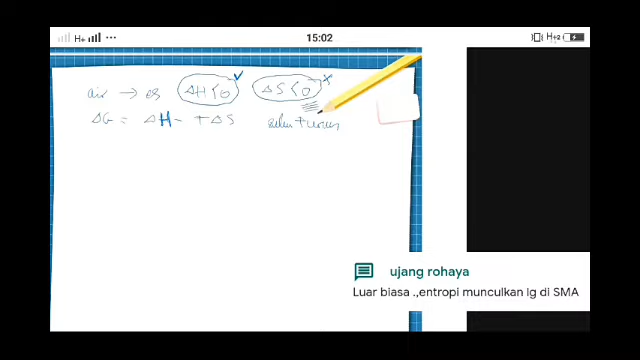 H+ ... 15:02 H+2
air → es ΔH<0 ΔS<0
ΔG = ΔH - TΔS suhu turun
ujang rohaya
Luar biasa .,entropi munculkan lg di SMA